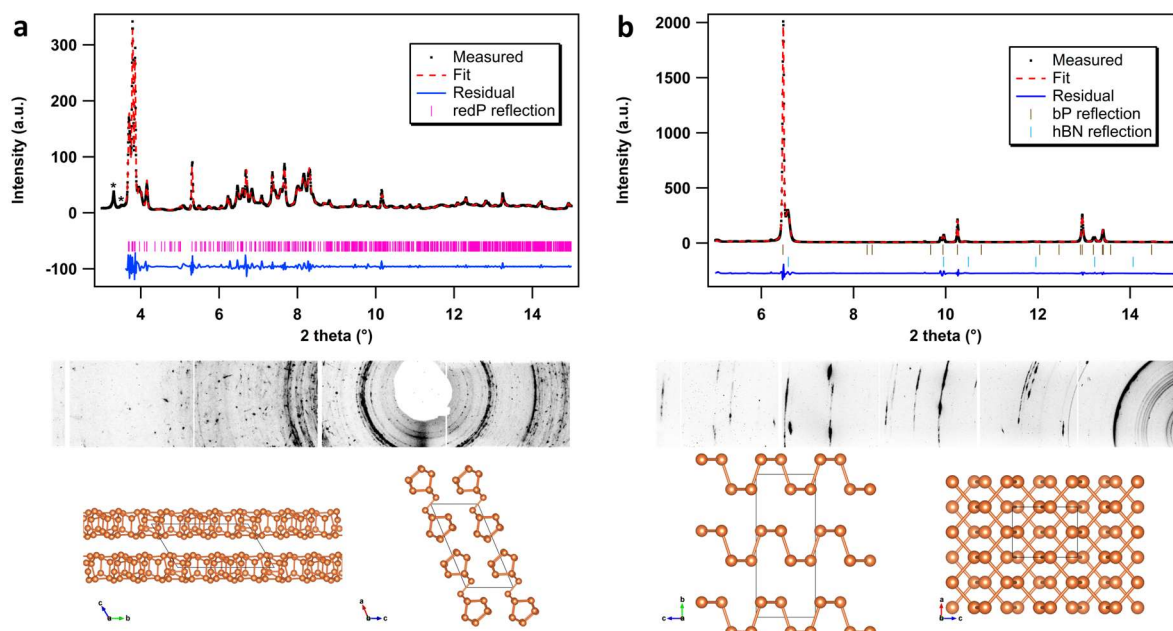 a
300
200
100
0
-100
Intensity (a.u.)
Measured
Fit
Residual
redP reflection
*
*
4
6
8
10
12
14
2 theta (°)
b
2000
1500
1000
500
0
Intensity (a.u.)
Measured
Fit
Residual
bP reflection
hBN reflection
6
8
10
12
14
2 theta (°)
c
b
a
c
b
c
a
a
b
c